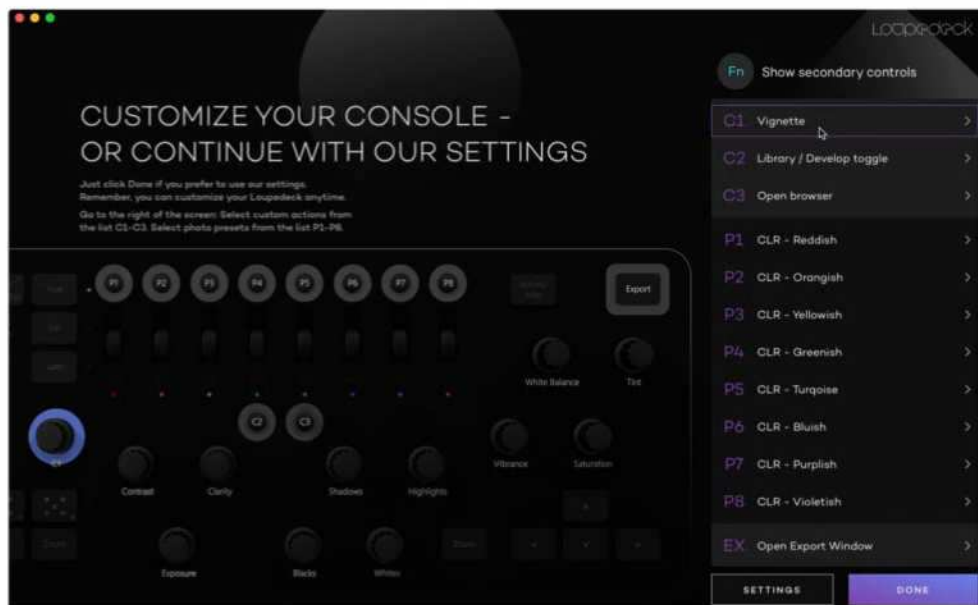 Loupedeck
Fn Show secondary controls
CUSTOMIZE YOUR CONSOLE -
OR CONTINUE WITH OUR SETTINGS
Just click Done if you prefer to use our settings.
Remember, you can customize your Loupedeck anytime.
Go to the right of the screen: Select custom actions from
the list C1-C3. Select photo presets from the list P1-P8.
C1 Vignette
C2 Library / Develop toggle
C3 Open browser
P1 CLR - Reddish
P2 CLR - Orangish
P3 CLR - Yellowish
P4 CLR - Greenish
P5 CLR - Turqoise
P6 CLR - Bluish
P7 CLR - Purplish
P8 CLR - Violetish
EX Open Export Window
SETTINGS DONE
P1 P2 P3 P4 P5 P6 P7 P8
Export
White Balance Tint
C2 C3
C1
Contrast Clarity Shadows Highlights Vibrance Saturation
Exposure Blacks Whites
Zoom